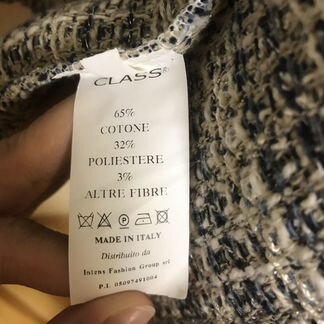 CLASS®
65%
COTONE
32%
POLIESTERE
3%
ALTRE FIBRE
P
MADE IN ITALY
Distribuito da
Intens Fashion Group srl
P.I. 05097491004